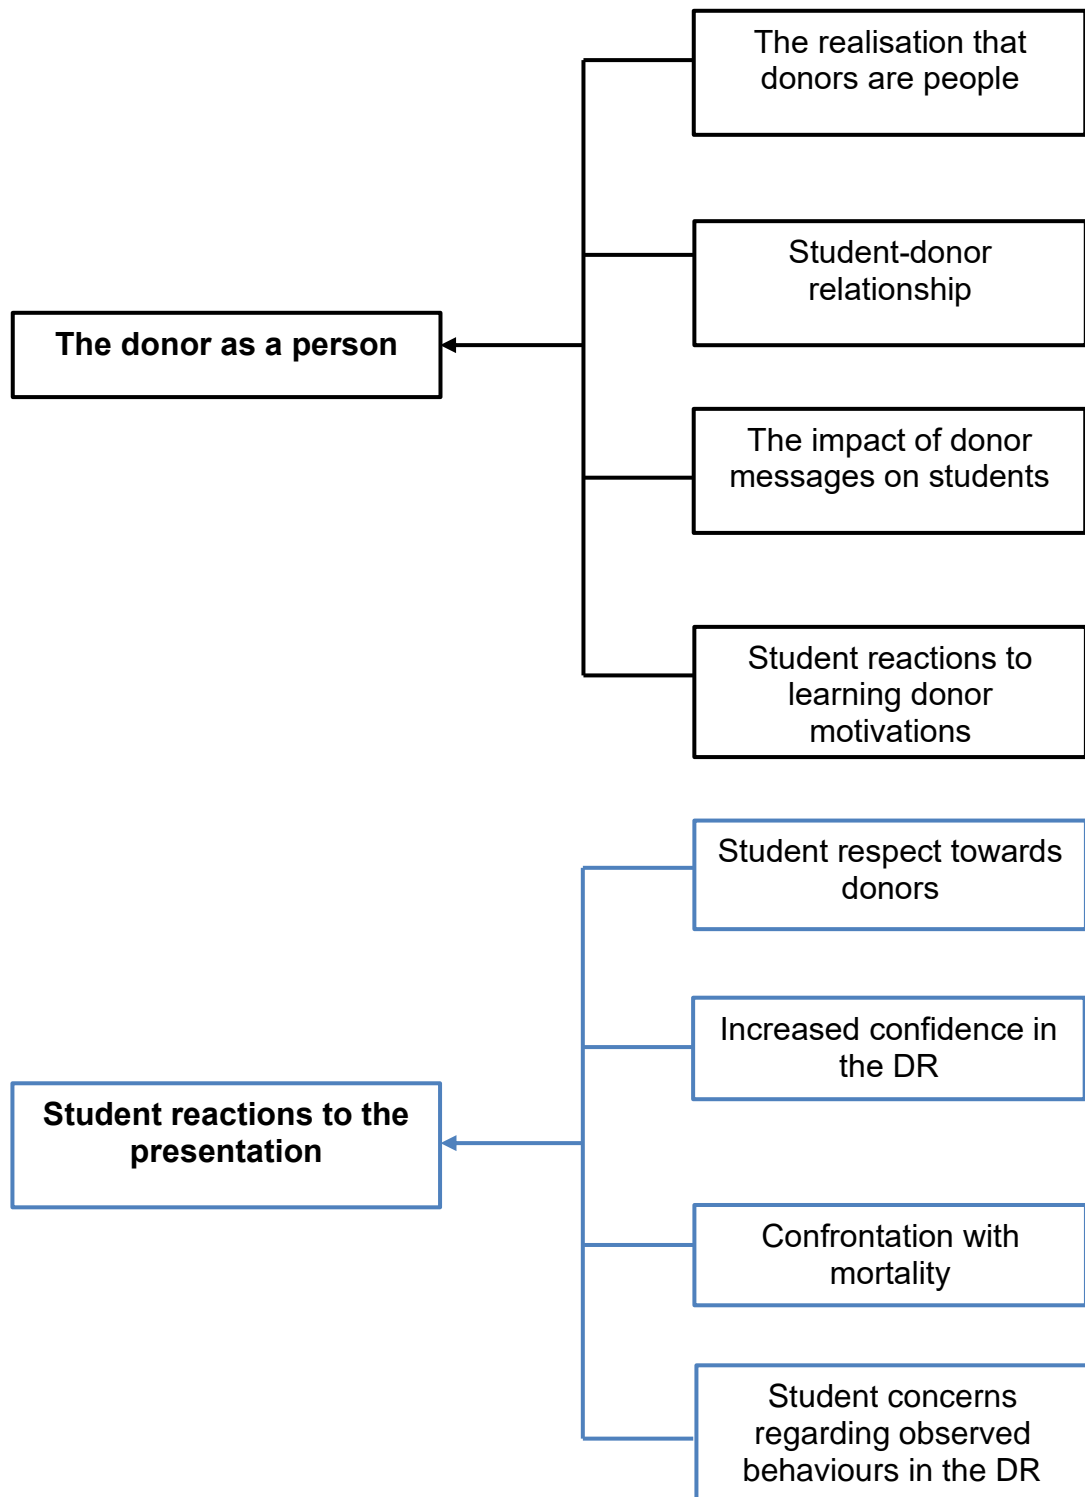 The realisation that
donors are people
Student-donor
relationship
The donor as a person
The impact of donor
messages on students
Student reactions to
learning donor
motivations
Student respect towards
donors
Increased confidence in
the DR
Student reactions to the
presentation
Confrontation with
mortality
Student concerns
regarding observed
behaviours in the DR